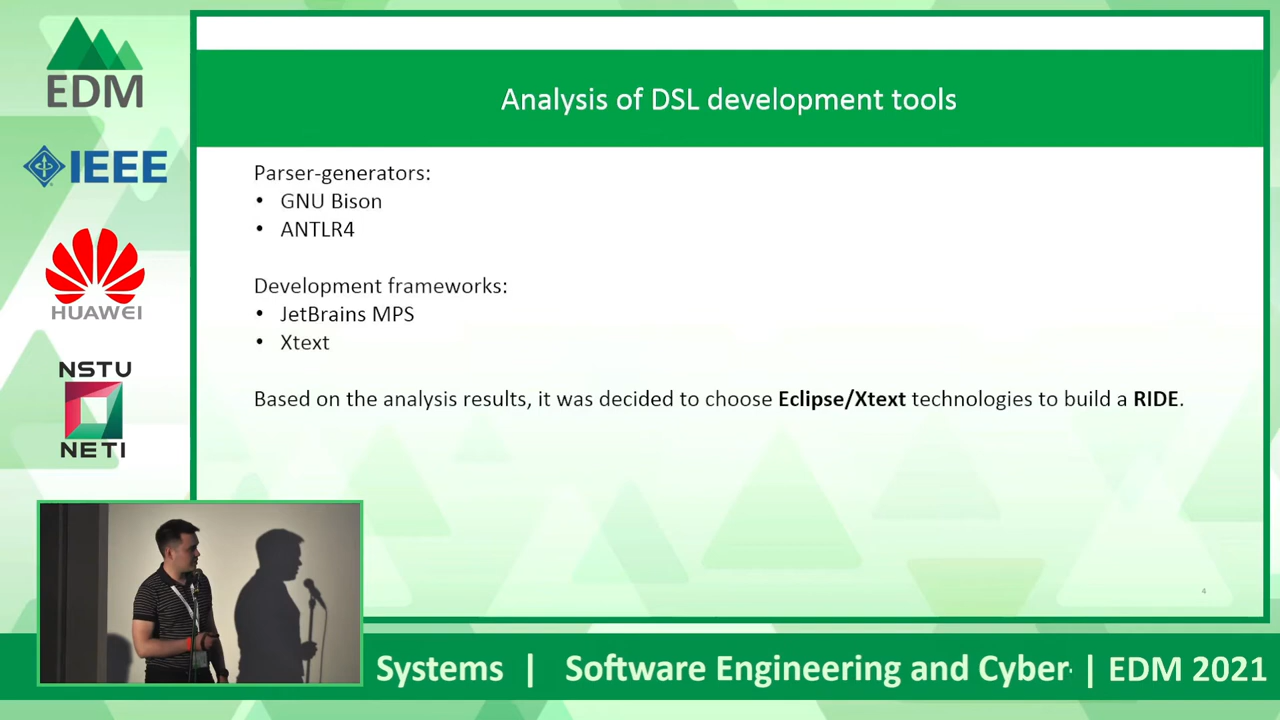 EDM
IEEE
HUAWEI
NSTU
NETI
Analysis of DSL development tools
Parser-generators:
• GNU Bison
• ANTLR4
Development frameworks:
• JetBrains MPS
• Xtext
Based on the analysis results, it was decided to choose Eclipse/Xtext technologies to build a RIDE.
4
Systems | Software Engineering and Cyber- | EDM 2021